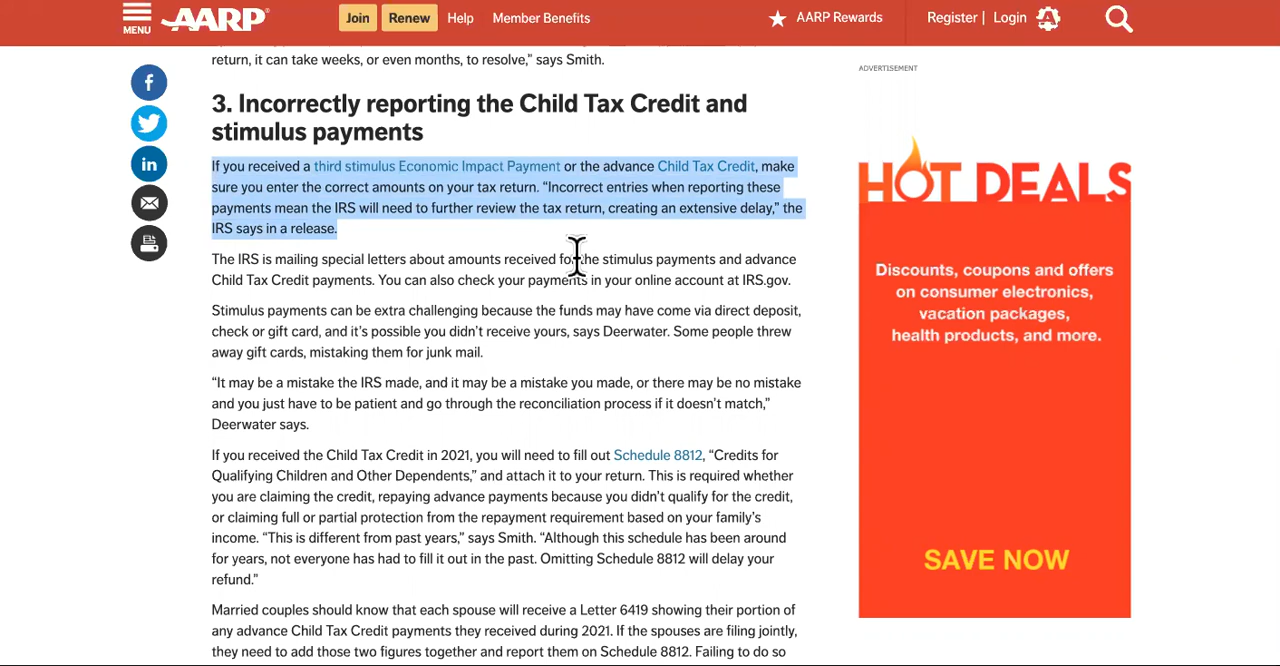 MENU
AARP
Join
Renew
Help
Member Benefits
AARP Rewards
Register |
Login
return, it can take weeks, or even months, to resolve,” says Smith.
3. Incorrectly reporting the Child Tax Credit and
stimulus payments
If you received a third stimulus Economic Impact Payment or the advance Child Tax Credit, make
sure you enter the correct amounts on your tax return. “Incorrect entries when reporting these
payments mean the IRS will need to further review the tax return, creating an extensive delay,” the
IRS says in a release.
The IRS is mailing special letters about amounts received for the stimulus payments and advance
Child Tax Credit payments. You can also check your payments in your online account at IRS.gov.
Stimulus payments can be extra challenging because the funds may have come via direct deposit,
check or gift card, and it’s possible you didn’t receive yours, says Deerwater. Some people threw
away gift cards, mistaking them for junk mail.
“It may be a mistake the IRS made, and it may be a mistake you made, or there may be no mistake
and you just have to be patient and go through the reconciliation process if it doesn’t match,”
Deerwater says.
If you received the Child Tax Credit in 2021, you will need to fill out Schedule 8812, “Credits for
Qualifying Children and Other Dependents,” and attach it to your return. This is required whether
you are claiming the credit, repaying advance payments because you didn’t qualify for the credit,
or claiming full or partial protection from the repayment requirement based on your family’s
income. “This is different from past years,” says Smith. “Although this schedule has been around
for years, not everyone has had to fill it out in the past. Omitting Schedule 8812 will delay your
refund.”
Married couples should know that each spouse will receive a Letter 6419 showing their portion of
any advance Child Tax Credit payments they received during 2021. If the spouses are filing jointly,
they need to add those two figures together and report them on Schedule 8812. Failing to do so
ADVERTISEMENT
HOT DEALS
Discounts, coupons and offers
on consumer electronics,
vacation packages,
health products, and more.
SAVE NOW